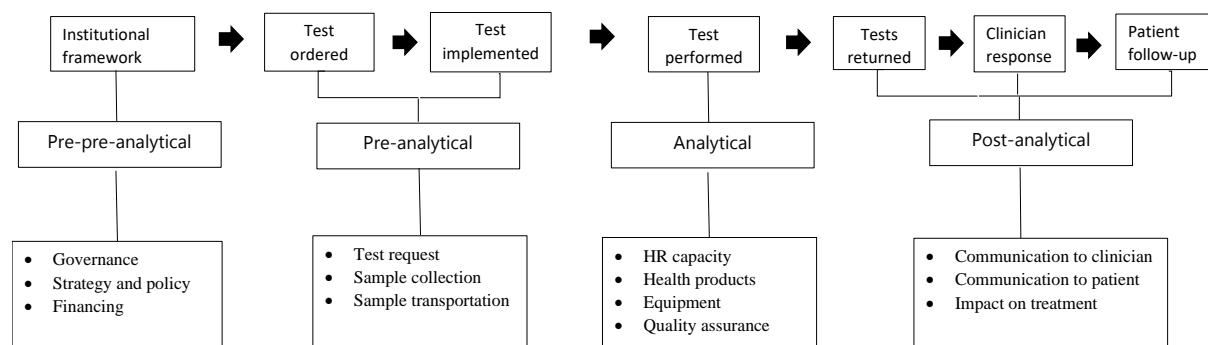 Institutional
framework
Test
ordered
Test
implemented
Test
performed
Tests
returned
Clinician
response
Patient
follow-up
Pre-pre-analytical
Pre-analytical
Analytical
Post-analytical
• Governance
• Strategy and policy
• Financing
• Test request
• Sample collection
• Sample transportation
• HR capacity
• Health products
• Equipment
• Quality assurance
• Communication to clinician
• Communication to patient
• Impact on treatment